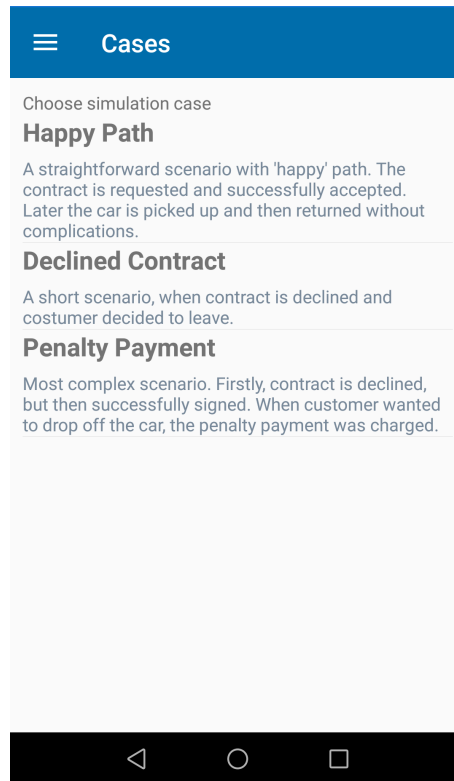 Cases
Choose simulation case
Happy Path
A straightforward scenario with 'happy' path. The
contract is requested and successfully accepted.
Later the car is picked up and then returned without
complications.
Declined Contract
A short scenario, when contract is declined and
costumer decided to leave.
Penalty Payment
Most complex scenario. Firstly, contract is declined,
but then successfully signed. When customer wanted
to drop off the car, the penalty payment was charged.